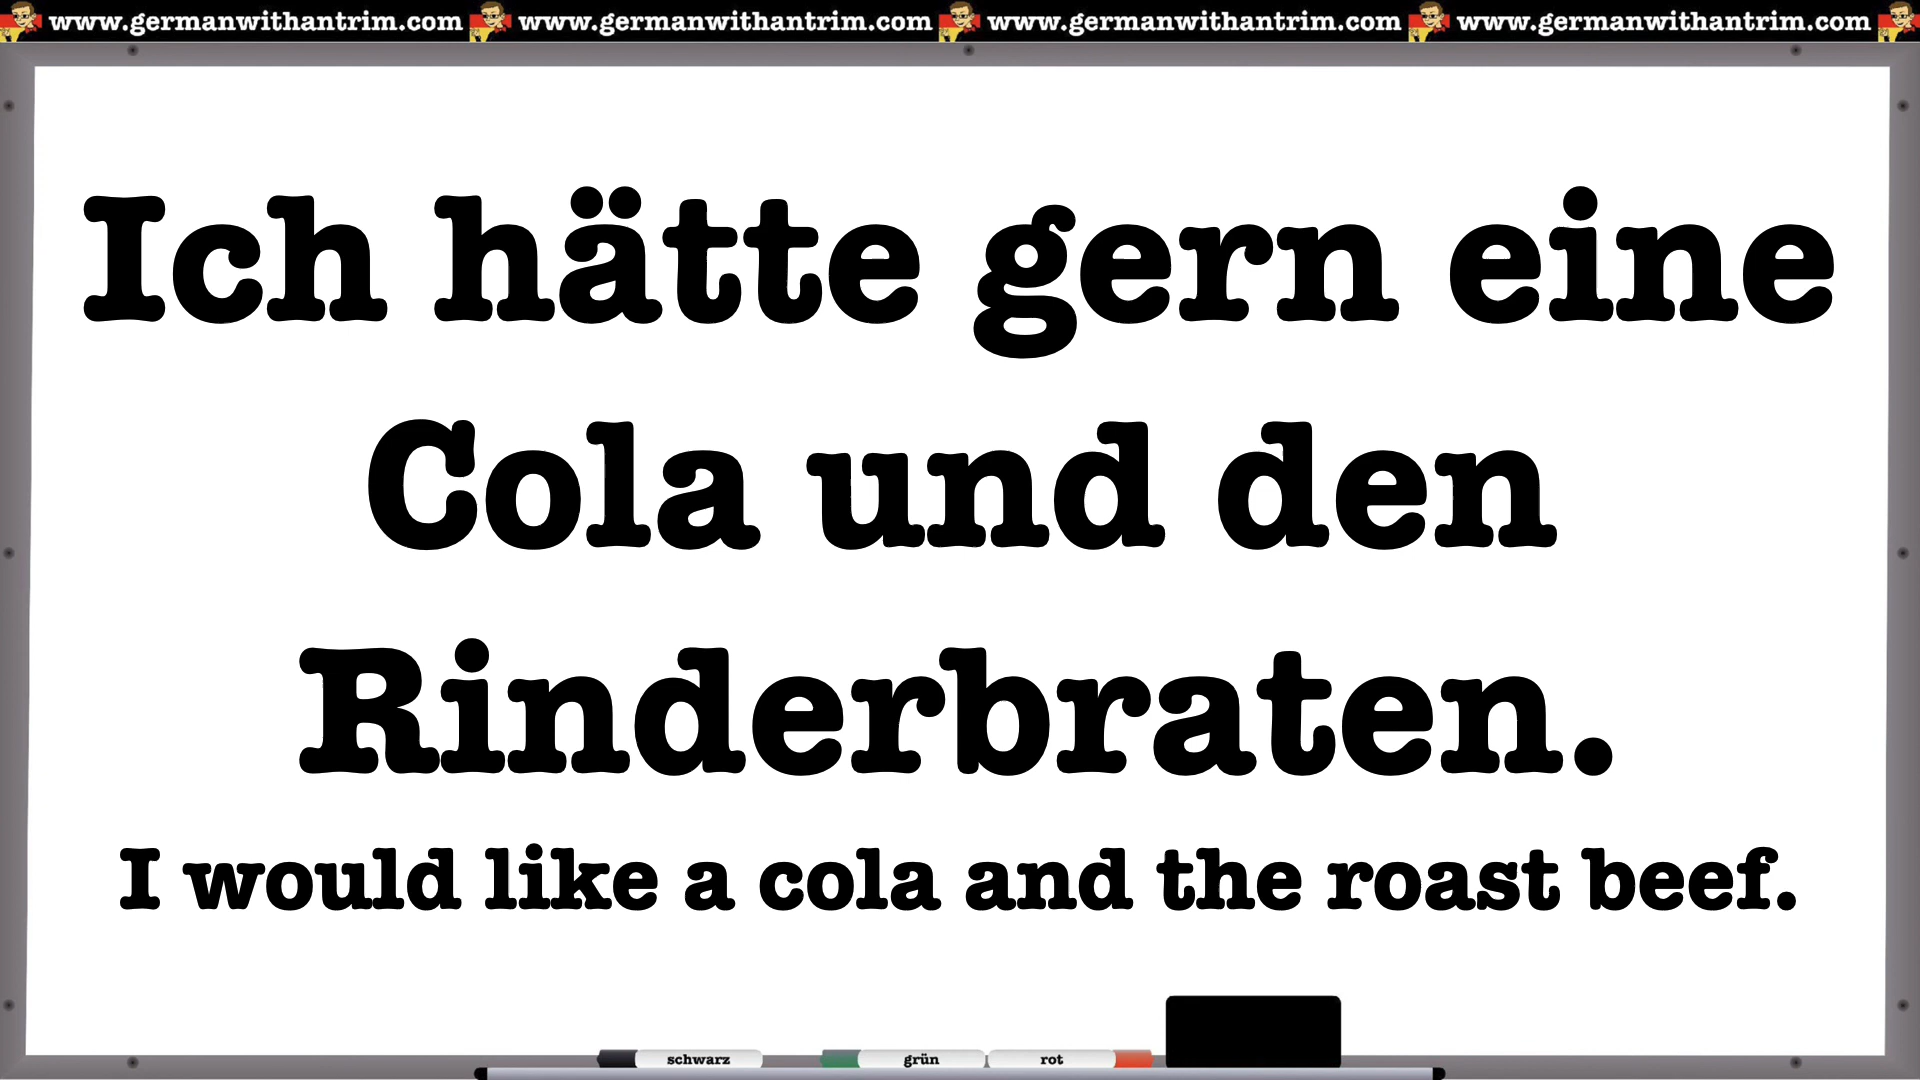 www.germanwithantrim.com www.germanwithantrim.com www.germanwithantrim.com www.germanwithantrim.com
Ich hätte gern eine
Cola und den
Rinderbraten.
I would like a cola and the roast beef.
schwarz grün rot